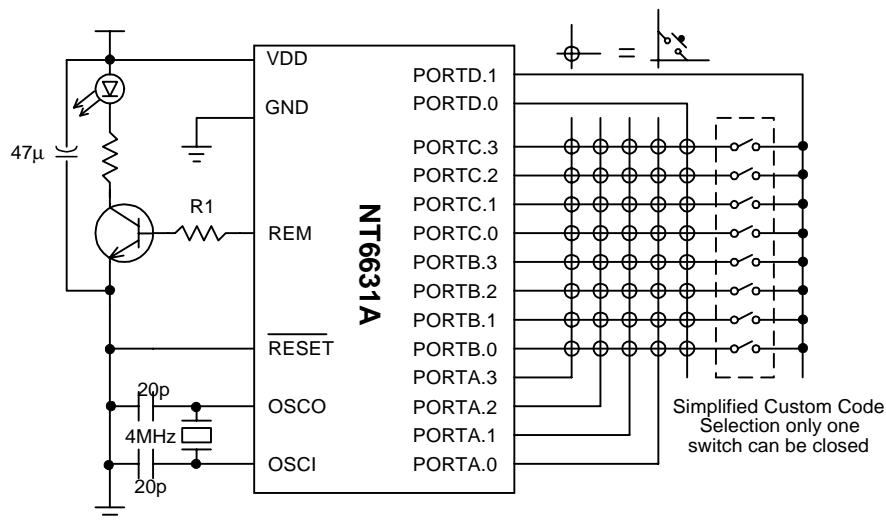 VDD
GND
47µ
R1
REM
RESET
20p
4MHz
20p
OSCO
OSCI
NT6631A
PORTD.1
PORTD.0
PORTC.3
PORTC.2
PORTC.1
PORTC.0
PORTB.3
PORTB.2
PORTB.1
PORTB.0
PORTA.3
PORTA.2
PORTA.1
PORTA.0
=
Simplified Custom Code
Selection only one
switch can be closed